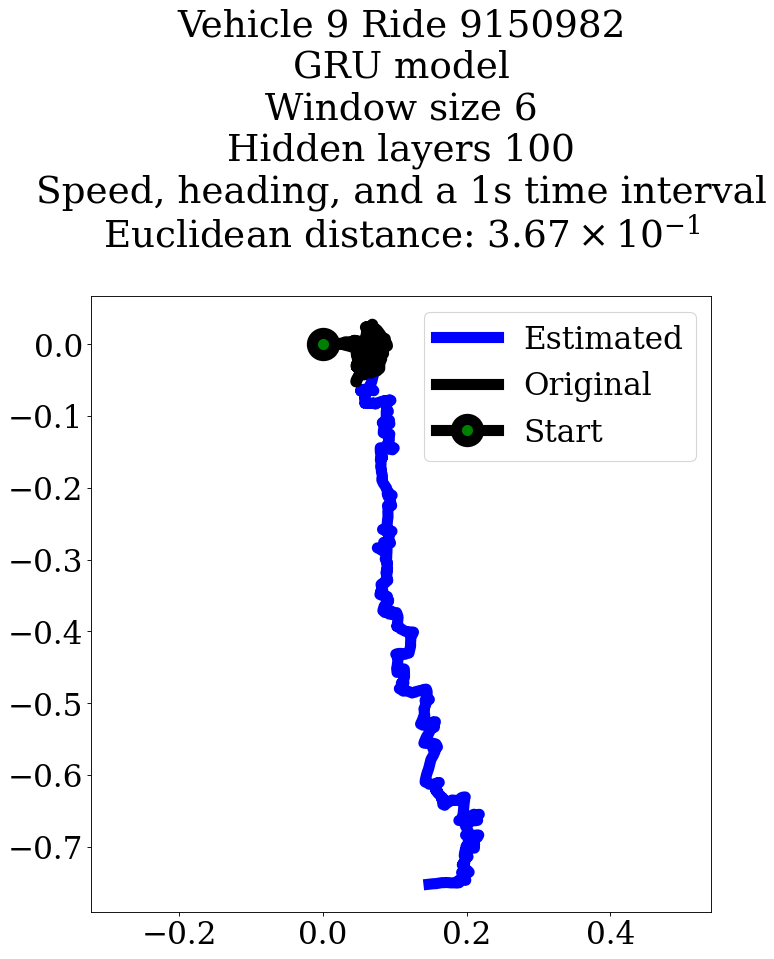 Vehicle 9 Ride 9150982
GRU model
Window size 6
Hidden layers 100
Speed, heading, and a 1s time interval
Euclidean distance: 3.67 × 10⁻¹
Estimated
Original
Start
0.0
−0.1
−0.2
−0.3
−0.4
−0.5
−0.6
−0.7
−0.2 0.0 0.2 0.4